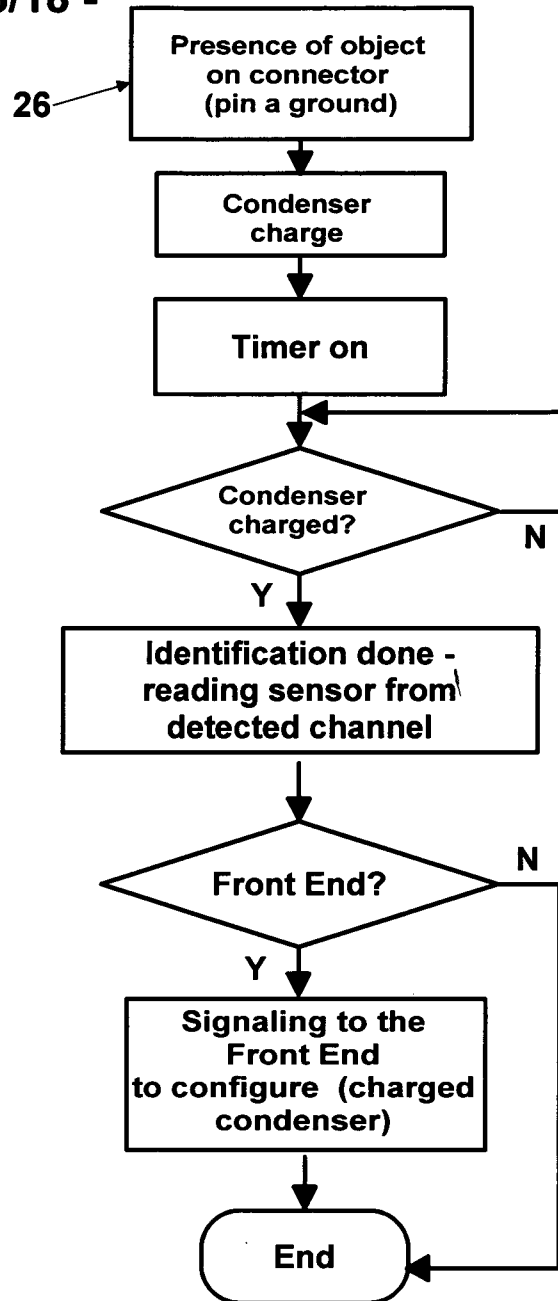 Presence of object
on connector
(pin a ground)
26
Condenser
charge
Timer on
Condenser
charged?
N
Y
Identification done -
reading sensor from
detected channel
Front End?
N
Y
Signaling to the
Front End
to configure (charged
condenser)
End